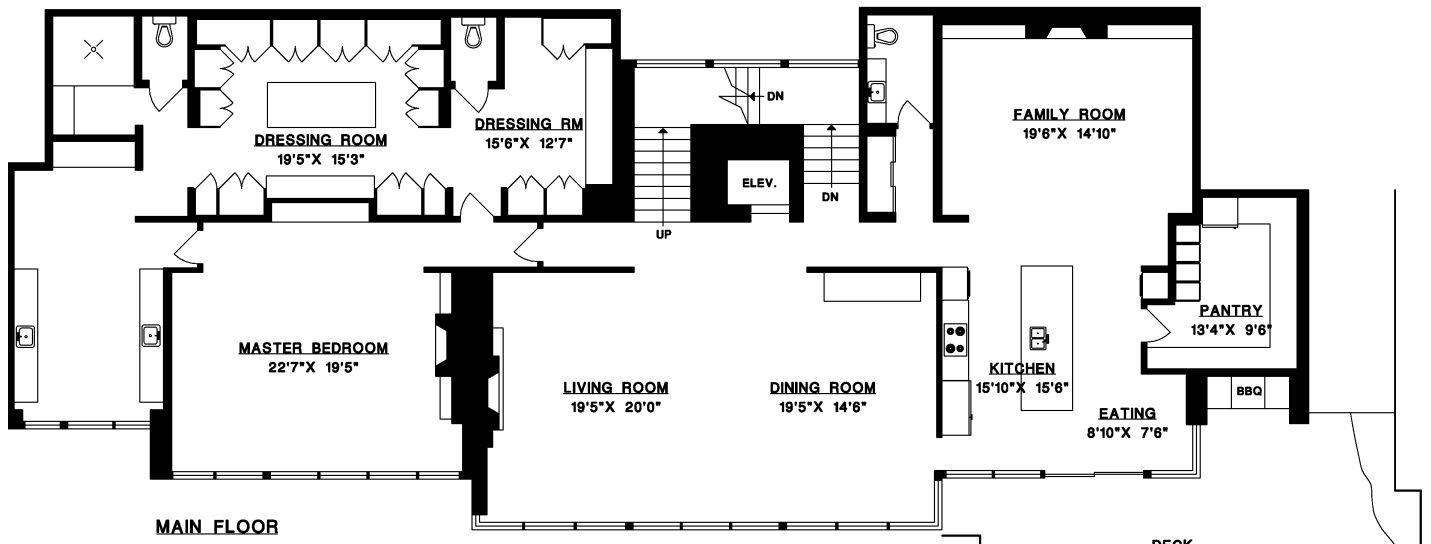 DN
DRESSING ROOM
19'5"X 15'3"
DRESSING RM
15'6"X 12'7"
FAMILY ROOM
19'6"X 14'10"
ELEV.
DN
UP
PANTRY
13'4"X 9'6"
MASTER BEDROOM
22'7"X 19'5"
LIVING ROOM
19'5"X 20'0"
DINING ROOM
19'5"X 14'6"
KITCHEN
15'10"X 15'6"
BBQ
EATING
8'10"X 7'6"
MAIN FLOOR
DECK